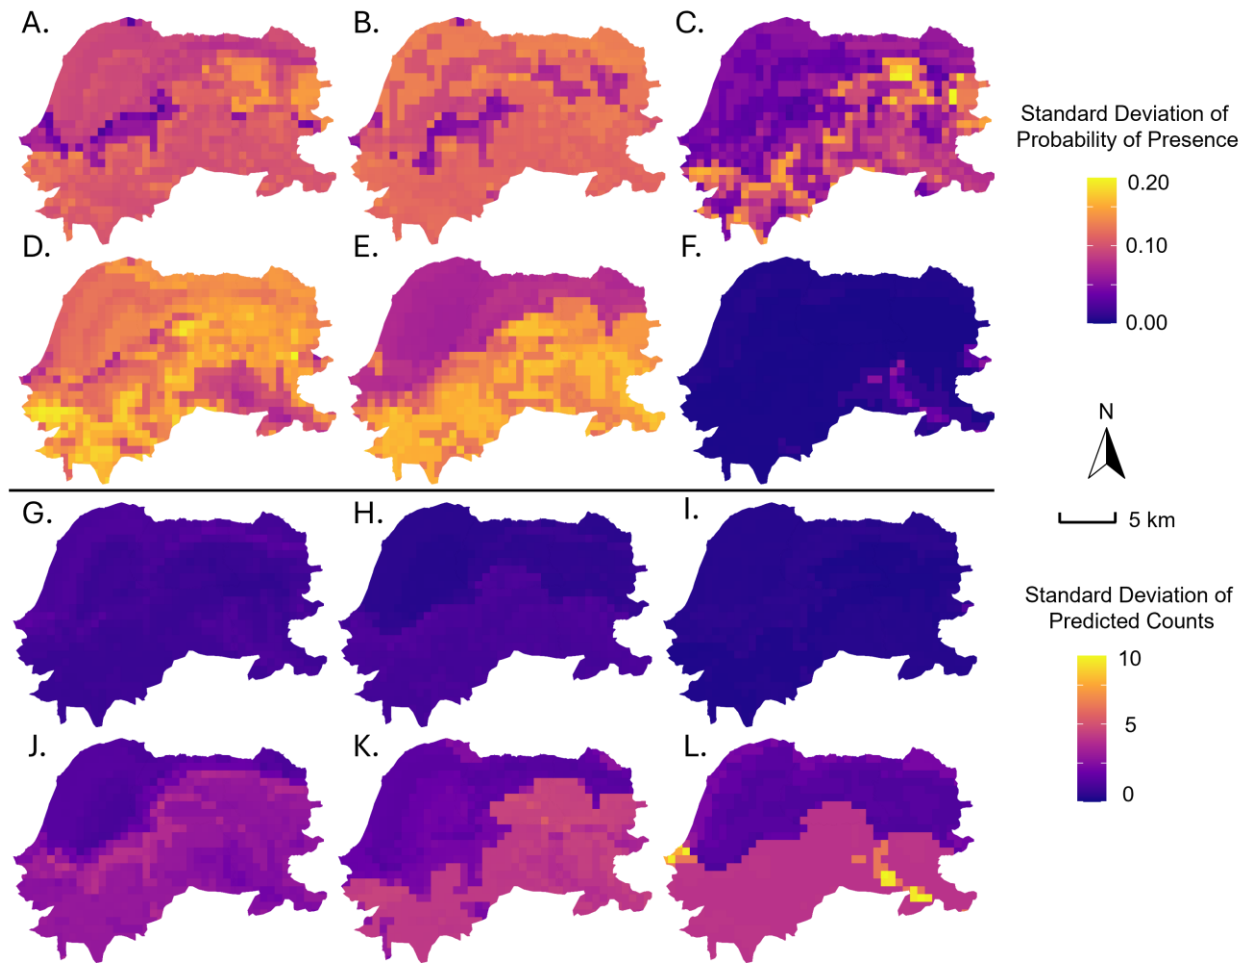 A.
B.
C.
Standard Deviation of
Probability of Presence
0.20
0.10
0.00
D.
E.
F.
N
5 km
G.
H.
I.
Standard Deviation of
Predicted Counts
10
5
0
J.
K.
L.